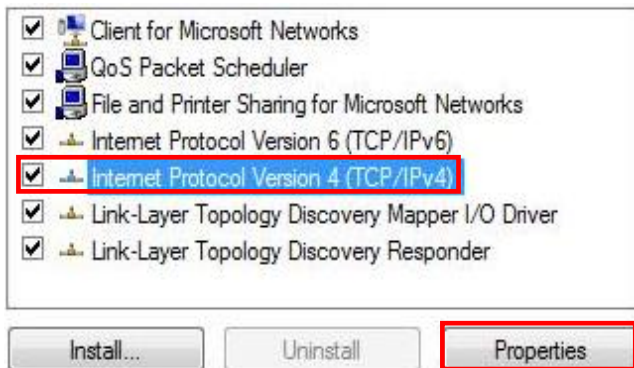 Client for Microsoft Networks
QoS Packet Scheduler
File and Printer Sharing for Microsoft Networks
Internet Protocol Version 6 (TCP/IPv6)
Internet Protocol Version 4 (TCP/IPv4)
Link-Layer Topology Discovery Mapper I/O Driver
Link-Layer Topology Discovery Responder
Install... Uninstall Properties